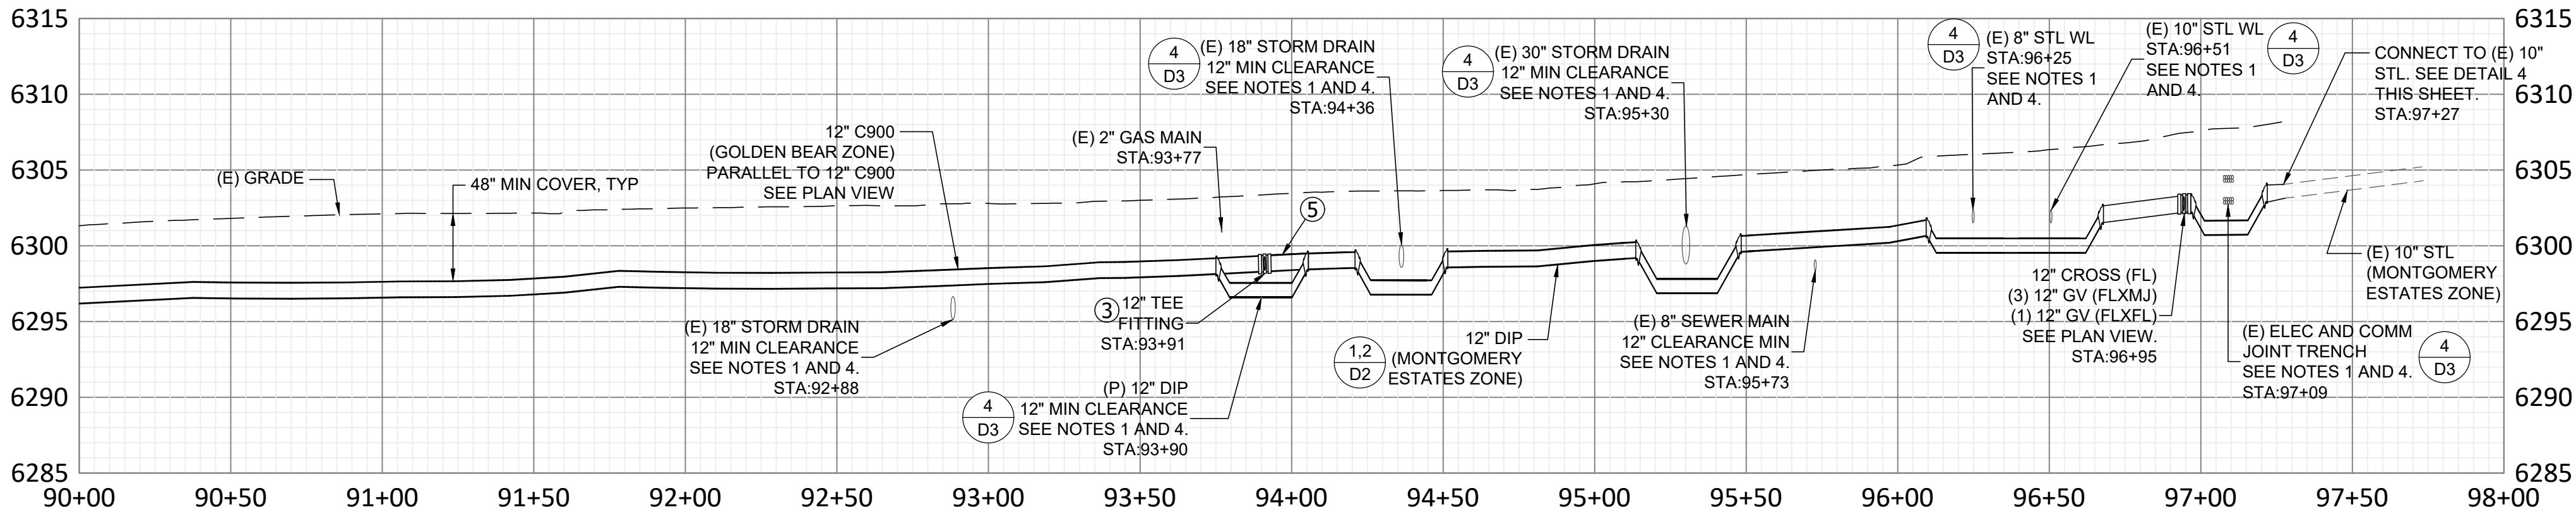 6315
6310
6305
6300
6295
6290
6285
(E) GRADE
48" MIN COVER, TYP
12" C900
(GOLDEN BEAR ZONE)
PARALLEL TO 12" C900
SEE PLAN VIEW
(E) 18" STORM DRAIN
12" MIN CLEARANCE
SEE NOTES 1 AND 4.
STA:92+88
(E) 2" GAS MAIN
STA:93+77
4
D3
(E) 18" STORM DRAIN
12" MIN CLEARANCE
SEE NOTES 1 AND 4.
STA:94+36
5
3
12" TEE
FITTING
STA:93+91
4
D3
(P) 12" DIP
12" MIN CLEARANCE
SEE NOTES 1 AND 4.
STA:93+90
4
D3
(E) 30" STORM DRAIN
12" MIN CLEARANCE
SEE NOTES 1 AND 4.
STA:95+30
1,2
D2
12" DIP
(MONTGOMERY
ESTATES ZONE)
(E) 8" SEWER MAIN
12" CLEARANCE MIN
SEE NOTES 1 AND 4.
STA:95+73
4
D3
(E) 8" STL WL
STA:96+25
SEE NOTES 1
AND 4.
(E) 10" STL WL
STA:96+51
SEE NOTES 1
AND 4.
4
D3
CONNECT TO (E) 10"
STL. SEE DETAIL 4
THIS SHEET.
STA:97+27
12" CROSS (FL)
(3) 12" GV (FLXMJ)
(1) 12" GV (FLXFL)
SEE PLAN VIEW.
STA:96+95
(E) 10" STL
(MONTGOMERY
ESTATES ZONE)
(E) ELEC AND COMM
JOINT TRENCH
SEE NOTES 1 AND 4.
STA:97+09
4
D3
6315
6310
6305
6300
6295
6290
6285
90+00 90+50 91+00 91+50 92+00 92+50 93+00 93+50 94+00 94+50 95+00 95+50 96+00 96+50 97+00 97+50 98+00